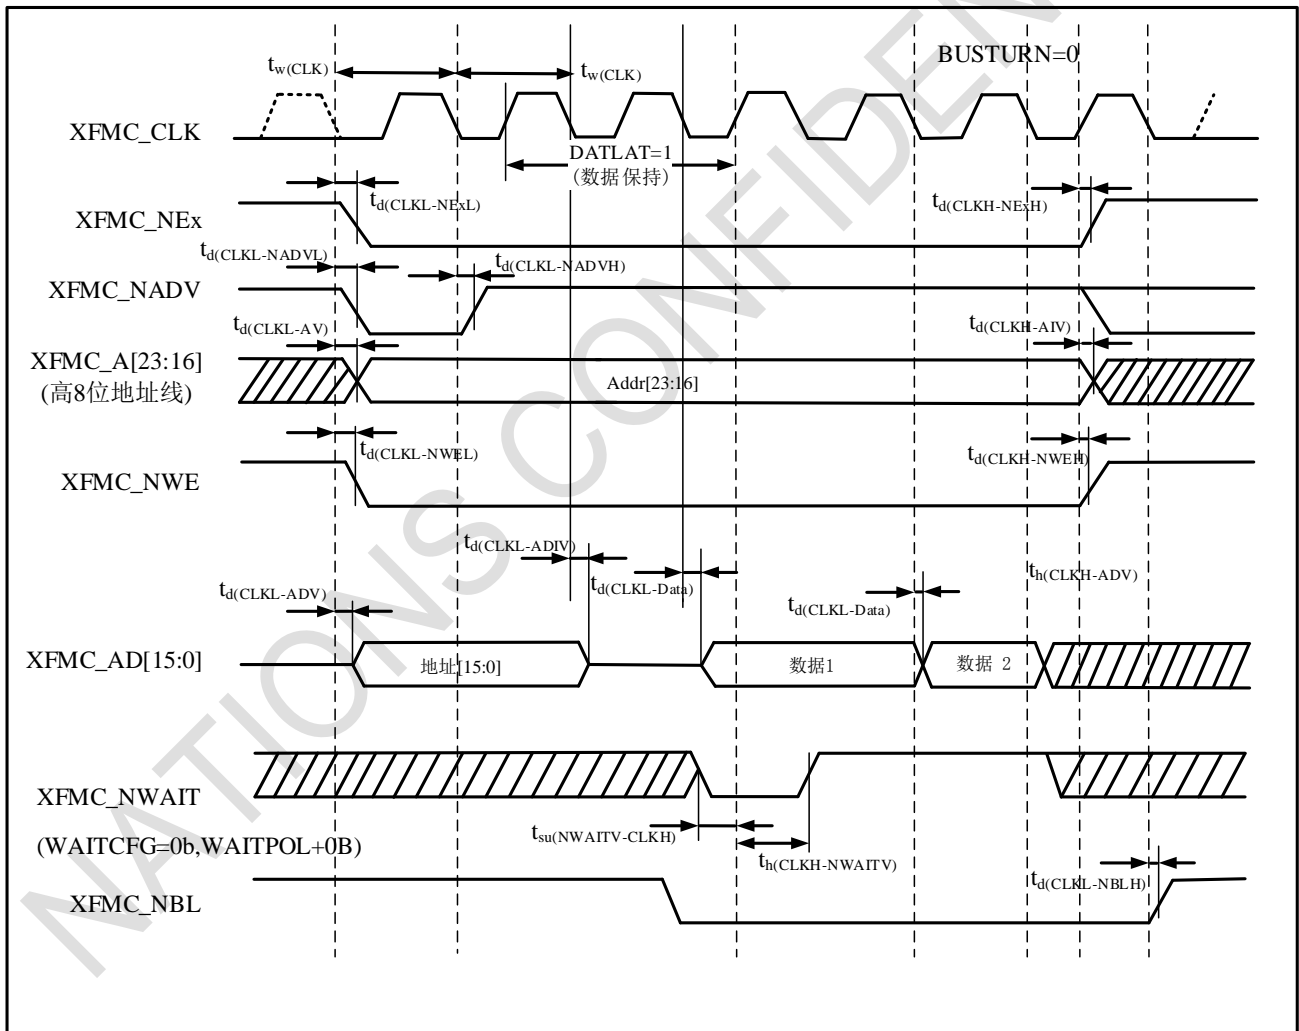 BUSTURN=0
tw(CLK)
tw(CLK)
XFMC_CLK
DATLAT=1
(数据保持)
td(CLKL-NExL)
td(CLKH-NExH)
XFMC_NEx
td(CLKL-NADVL)
td(CLKL-NADVH)
XFMC_NADV
td(CLKL-AV)
td(CLKH-AIV)
XFMC_A[23:16]
(高8位地址线)
Addr[23:16]
td(CLKL-NWEL)
td(CLKH-NWEH)
XFMC_NWE
td(CLKL-ADIV)
td(CLKL-ADV)
td(CLKL-Data)
td(CLKL-Data)
th(CLKH-ADV)
XFMC_AD[15:0]
地址[15:0]
数据1
数据 2
XFMC_NWAIT
(WAITCFG=0b,WAITPOL+0B)
tsu(NWAITV-CLKH)
th(CLKH-NWAITV)
td(CLKL-NBLH)
XFMC_NBL
NATIONS CONFIDEN